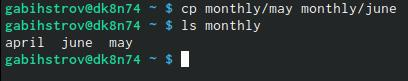 gabihstrov@dk8n74 ~ $ cp monthly/may monthly/june
gabihstrov@dk8n74 ~ $ ls monthly
april june may
gabihstrov@dk8n74 ~ $